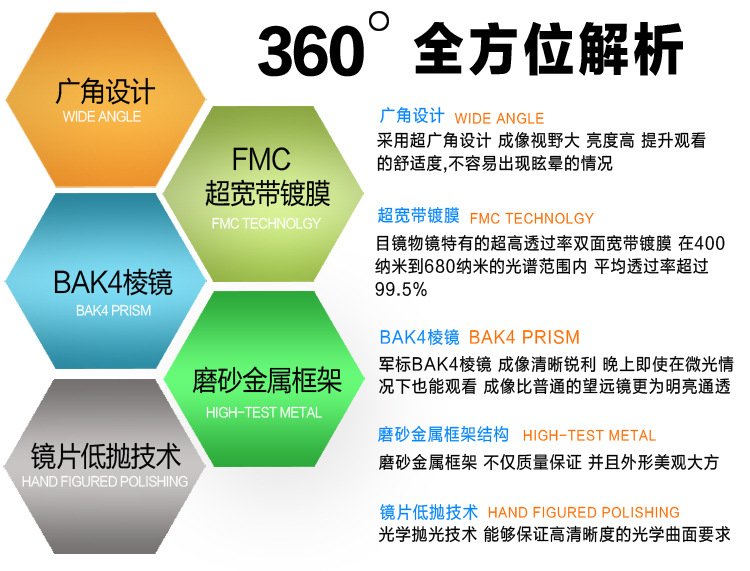 360° 全方位解析
广角设计
WIDE ANGLE
FMC
超宽带镀膜
FMC TECHNOLGY
BAK4棱镜
BAK4 PRISM
磨砂金属框架
HIGH-TEST METAL
镜片低抛技术
HAND FIGURED POLISHING
广角设计 WIDE ANGLE
采用超广角设计 成像视野大 亮度高 提升观看
的舒适度,不容易出现眩晕的情况
超宽带镀膜 FMC TECHNOLGY
目镜物镜特有的超高透过率双面宽带镀膜 在400
纳米到680纳米的光谱范围内 平均透过率超过
99.5%
BAK4棱镜 BAK4 PRISM
军标BAK4棱镜 成像清晰锐利 晚上即使在微光情
况下也能观看 成像比普通的望远镜更为明亮通透
磨砂金属框架结构 HIGH-TEST METAL
磨砂金属框架 不仅质量保证 并且外形美观大方
镜片低抛技术 HAND FIGURED POLISHING
光学抛光技术 能够保证高清晰度的光学曲面要求